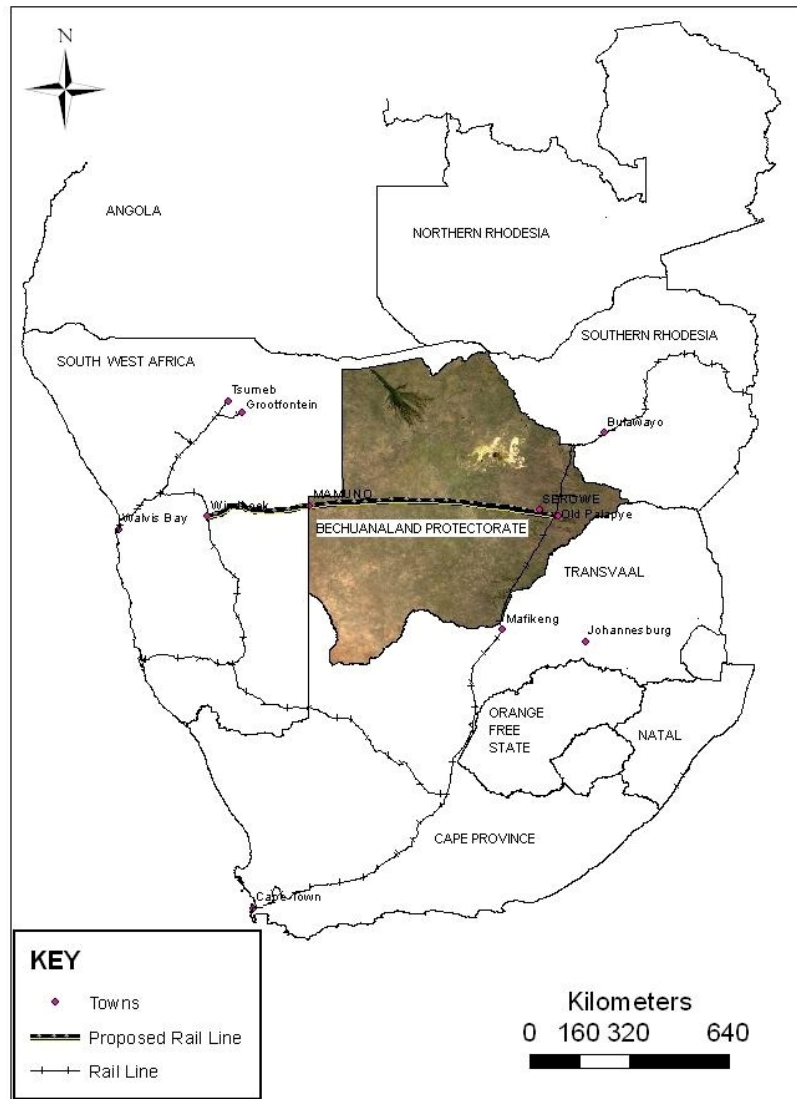 N
ANGOLA
NORTHERN RHODESIA
SOUTHERN RHODESIA
SOUTH WEST AFRICA
Tsumeb
Grootfontein
Bulawayo
MAMUNO
SEROWE
Windhoek
Old Palapye
Walvis Bay
BECHUANALAND PROTECTORATE
TRANSVAAL
Mafikeng
Johannesburg
ORANGE
FREE
STATE
NATAL
CAPE PROVINCE
Cape Town
KEY
Towns
Proposed Rail Line
Rail Line
Kilometers
0 160 320 640